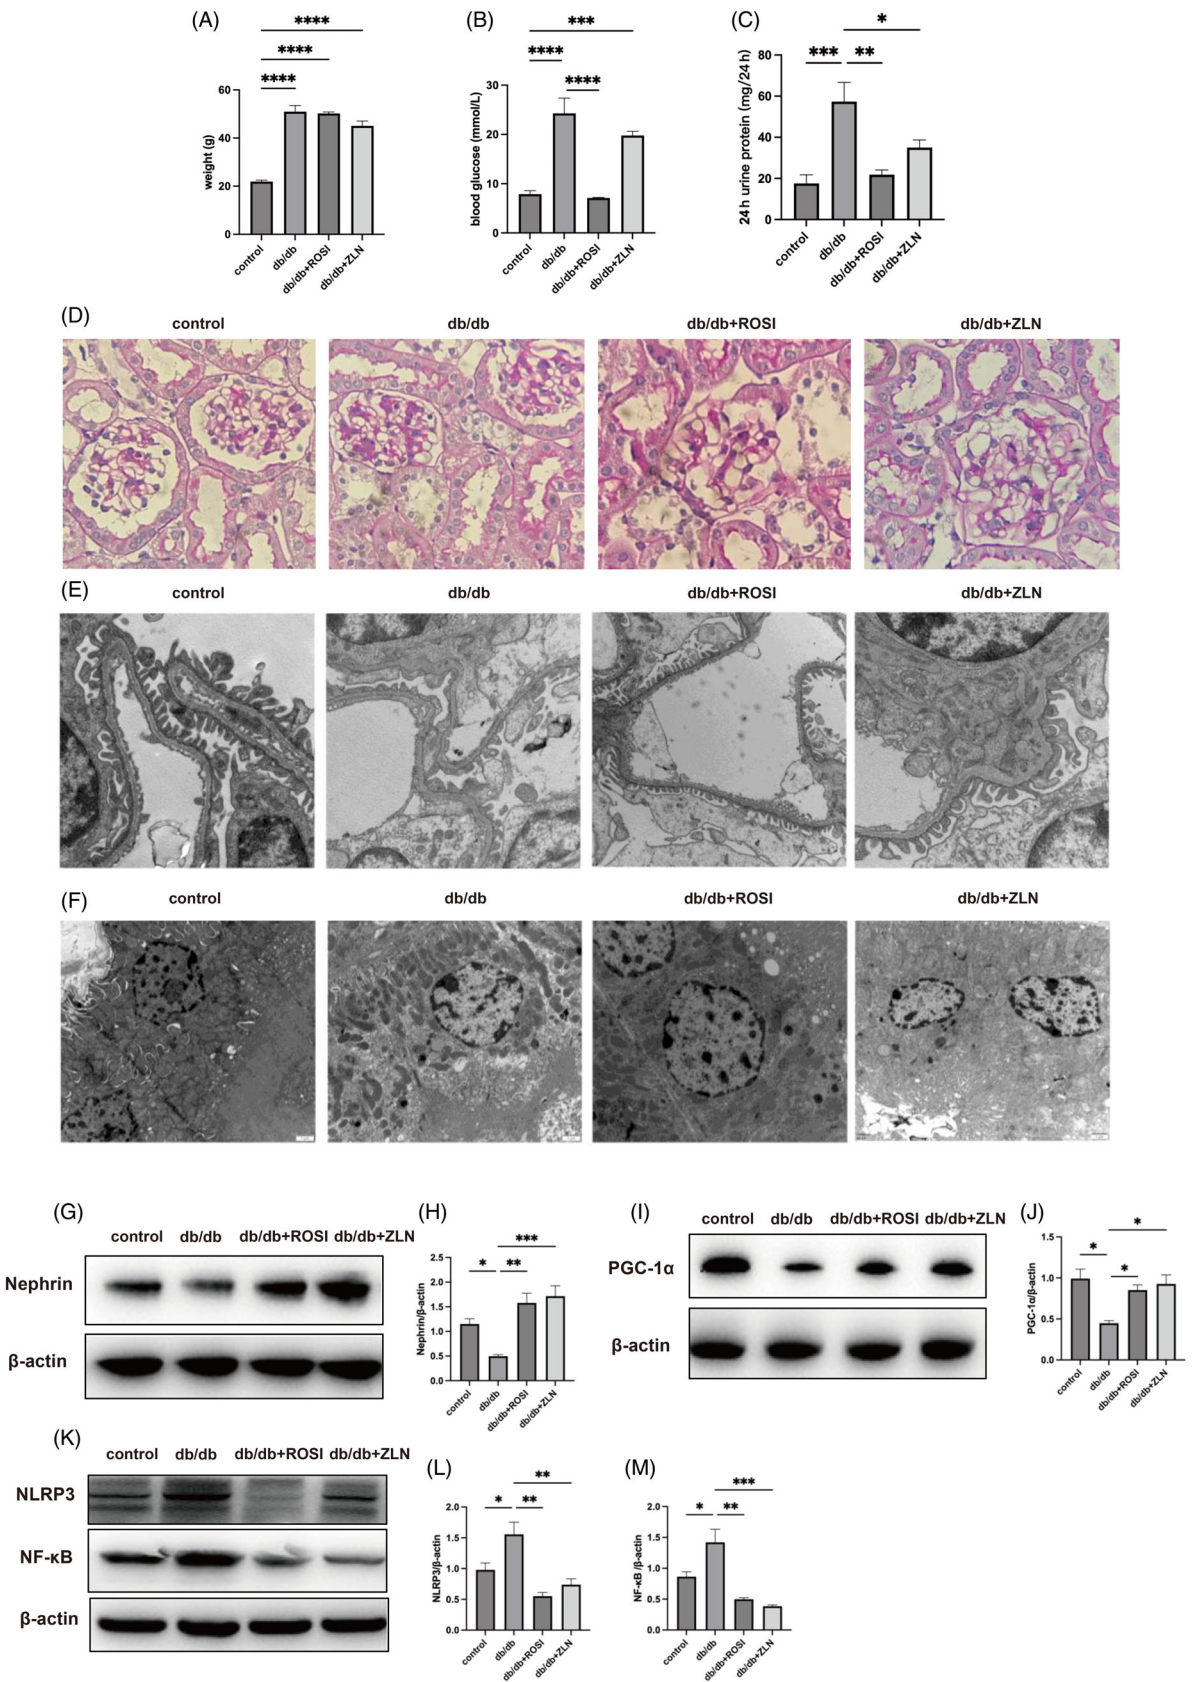 (A)
****
****
****
weight (g)
60
40
20
0
control
db/db
db/db+ROSI
db/db+ZLN
(B)
***
****
****
blood glucose (mmol/L)
30
20
10
0
control
db/db
db/db+ROSI
db/db+ZLN
(C)
*
***
**
24h urine protein (mg/24h)
80
60
40
20
0
control
db/db
db/db+ROSI
db/db+ZLN
(D)
control
db/db
db/db+ROSI
db/db+ZLN
(E)
control
db/db
db/db+ROSI
db/db+ZLN
(F)
control
db/db
db/db+ROSI
db/db+ZLN
(G)
control
db/db
db/db+ROSI
db/db+ZLN
Nephrin
β-actin
(H)
***
*
**
Nephrin/β-actin
2.5
2.0
1.5
1.0
0.5
0.0
control
db/db
db/db+ROSI
db/db+ZLN
(I)
control
db/db
db/db+ROSI
db/db+ZLN
PGC-1α
β-actin
(J)
*
*
*
PGC-1α/β-actin
1.5
1.0
0.5
0.0
control
db/db
db/db+ROSI
db/db+ZLN
(K)
control
db/db
db/db+ROSI
db/db+ZLN
NLRP3
NF-κB
β-actin
(L)
**
*
**
NLRP3/β-actin
2.0
1.5
1.0
0.5
0.0
control
db/db
db/db+ROSI
db/db+ZLN
(M)
***
*
**
NF-κB /β-actin
2.0
1.5
1.0
0.5
0.0
control
db/db
db/db+ROSI
db/db+ZLN